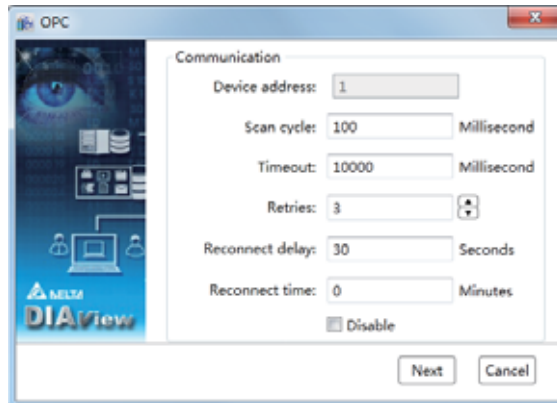 OPC
Communication
Device address: 1
Scan cycle: 100 Millisecond
Timeout: 10000 Millisecond
Retries: 3
Reconnect delay: 30 Seconds
Reconnect time: 0 Minutes
Disable
DELTA
DIAView
Next Cancel